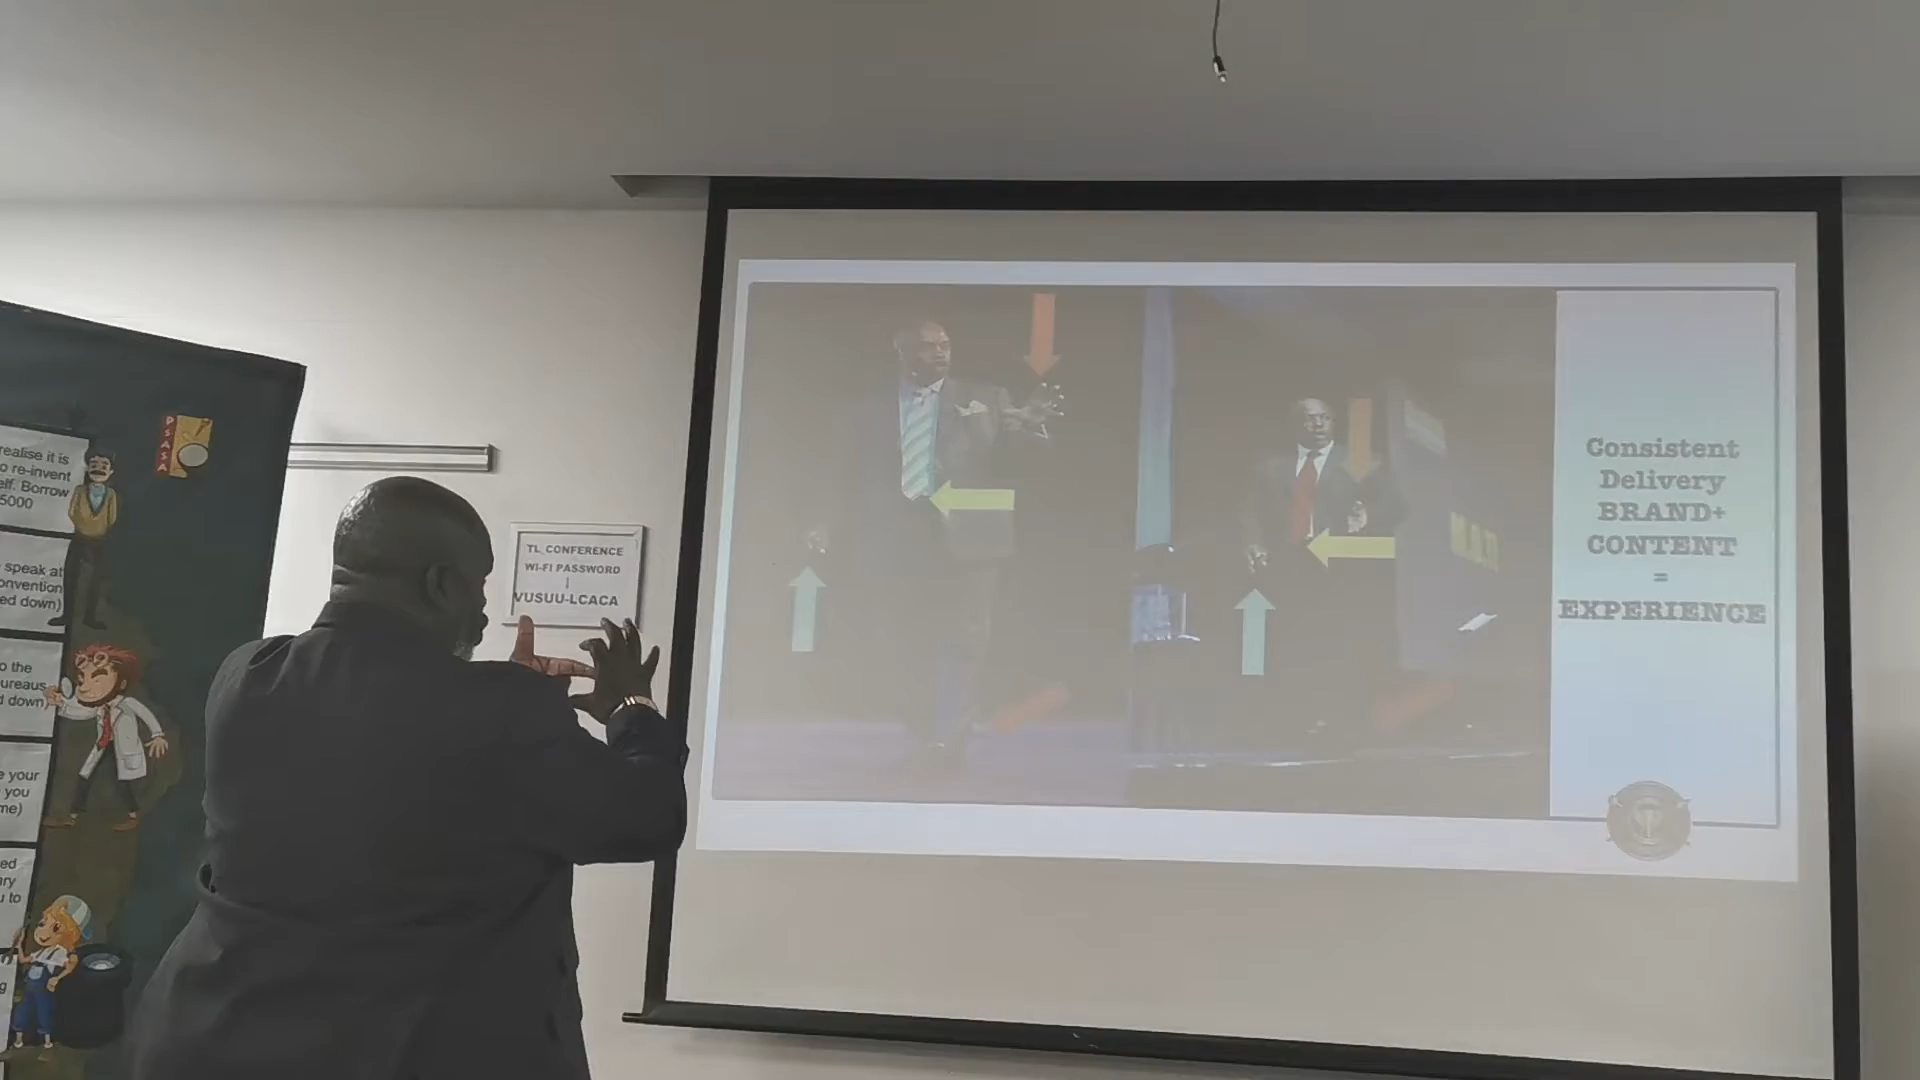 realise it is
o re-invent
elf. Borrow
5000
speak at
onvention
ed down)
o the
ureaus
d down)
e your
you
me)
ed
ary
u to
g
PSASA
TL CONFERENCE
WI-FI PASSWORD
VUSUU-LCACA
Consistent
Delivery
BRAND+
CONTENT
=
EXPERIENCE